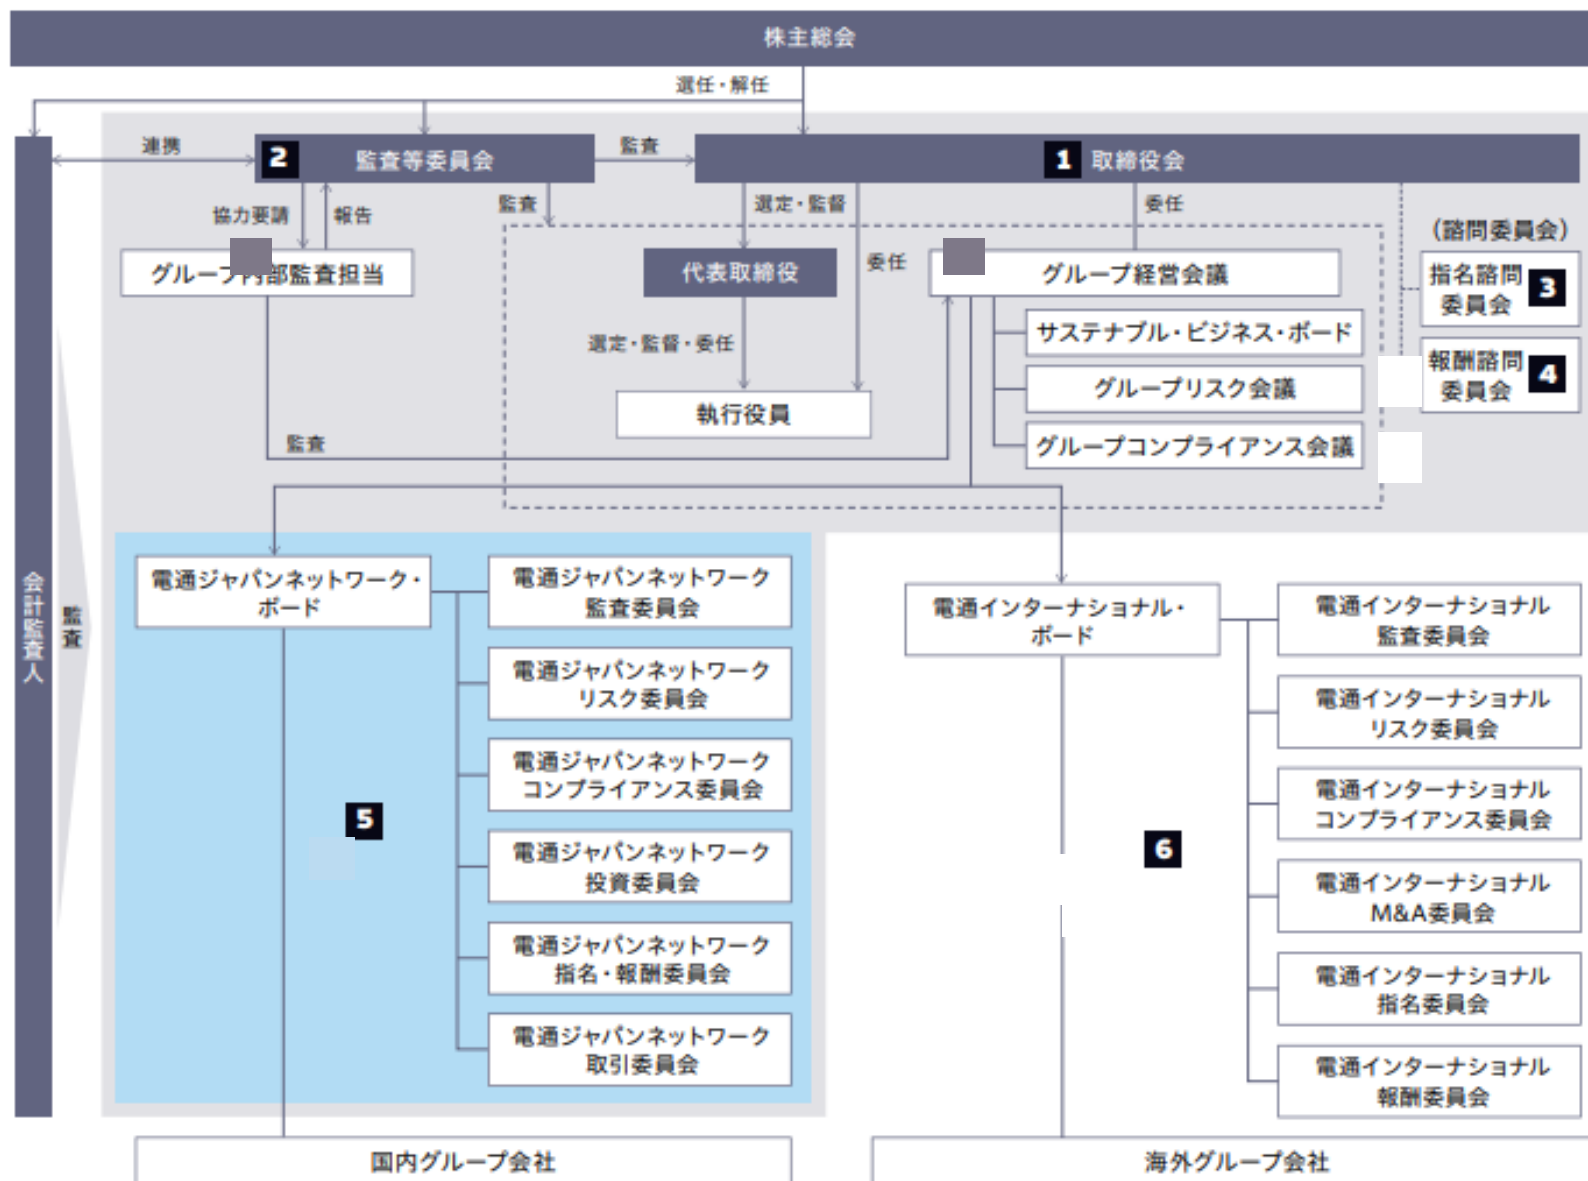 株主総会
選任・解任
連携
2 監査等委員会
監査
1 取締役会
協力要請
報告
監査
選定・監督
委任
(諮問委員会)
グループ内部監査担当
代表取締役
委任
グループ経営会議
指名諮問
委員会
3
サステナブル・ビジネス・ボード
選定・監督・委任
報酬諮問
委員会
4
グループリスク会議
執行役員
監査
グループコンプライアンス会議
会計監査人
監査
電通ジャパンネットワーク・
ボード
電通ジャパンネットワーク
監査委員会
電通ジャパンネットワーク
リスク委員会
電通ジャパンネットワーク
コンプライアンス委員会
5
電通ジャパンネットワーク
投資委員会
電通ジャパンネットワーク
指名・報酬委員会
電通ジャパンネットワーク
取引委員会
電通インターナショナル・
ボード
電通インターナショナル
監査委員会
電通インターナショナル
リスク委員会
電通インターナショナル
コンプライアンス委員会
6
電通インターナショナル
M&A委員会
電通インターナショナル
指名委員会
電通インターナショナル
報酬委員会
国内グループ会社
海外グループ会社